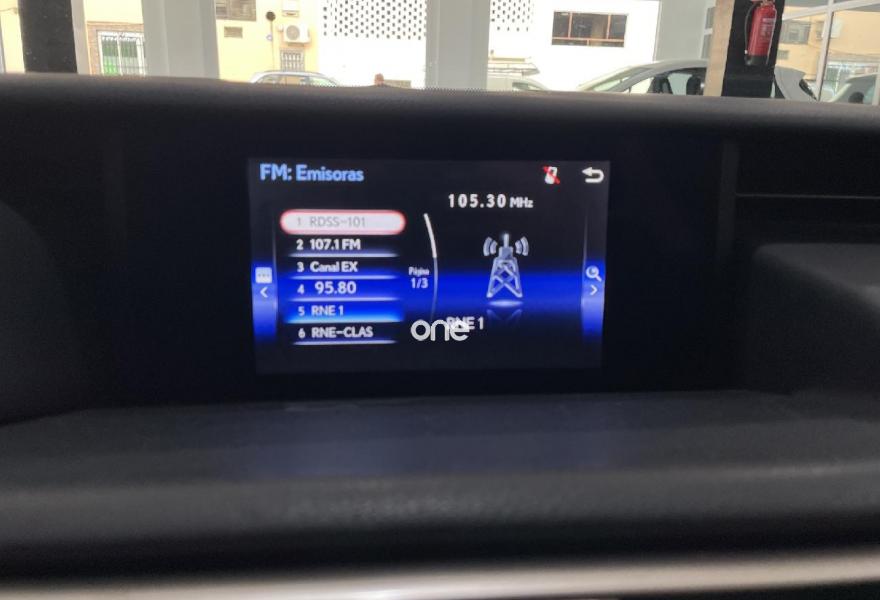 FM: Emisoras
105.30 MHz
1 RDSS-101
2 107.1 FM
3 Canal EX
4 95.80
5 RNE 1
6 RNE-CLAS
Página
1/3
RNE 1
one